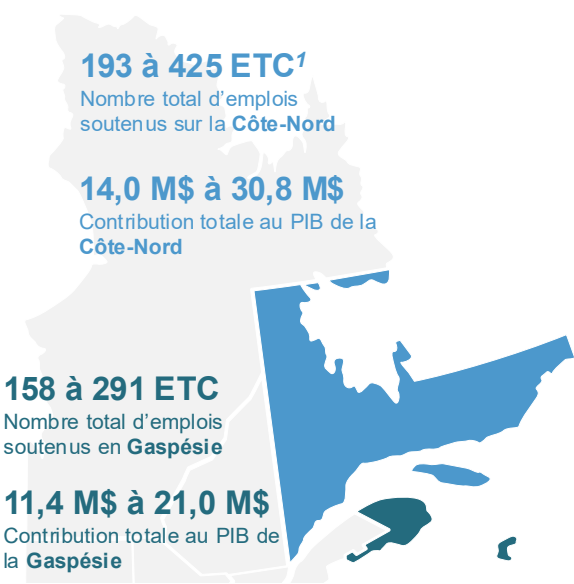 193 à 425 ETC¹
Nombre total d’emplois
soutenus sur la Côte-Nord
14,0 M$ à 30,8 M$
Contribution totale au PIB de la
Côte-Nord
158 à 291 ETC
Nombre total d’emplois
soutenus en Gaspésie
11,4 M$ à 21,0 M$
Contribution totale au PIB de
la Gaspésie